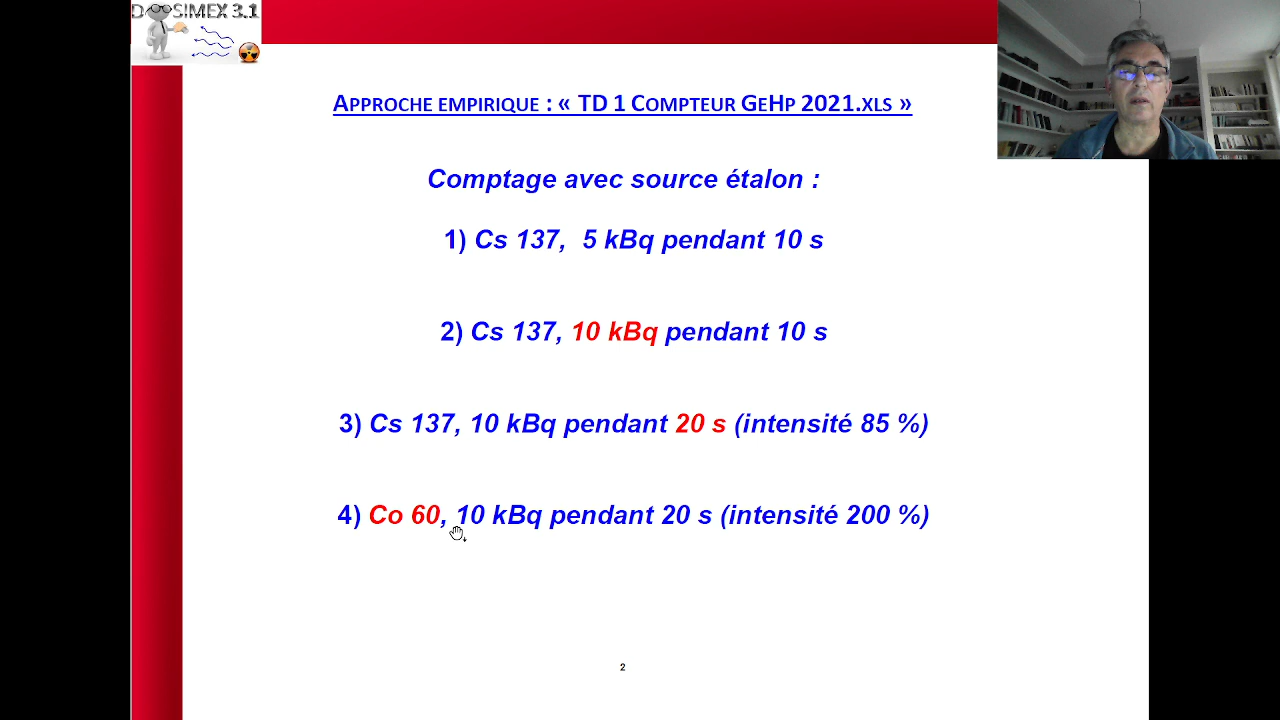 DOSIMEX 3.1
APPROCHE EMPIRIQUE : « TD 1 COMPTEUR GEHP 2021.XLS »
Comptage avec source étalon :
1) Cs 137, 5 kBq pendant 10 s
2) Cs 137, 10 kBq pendant 10 s
3) Cs 137, 10 kBq pendant 20 s (intensité 85 %)
4) Co 60, 10 kBq pendant 20 s (intensité 200 %)
2